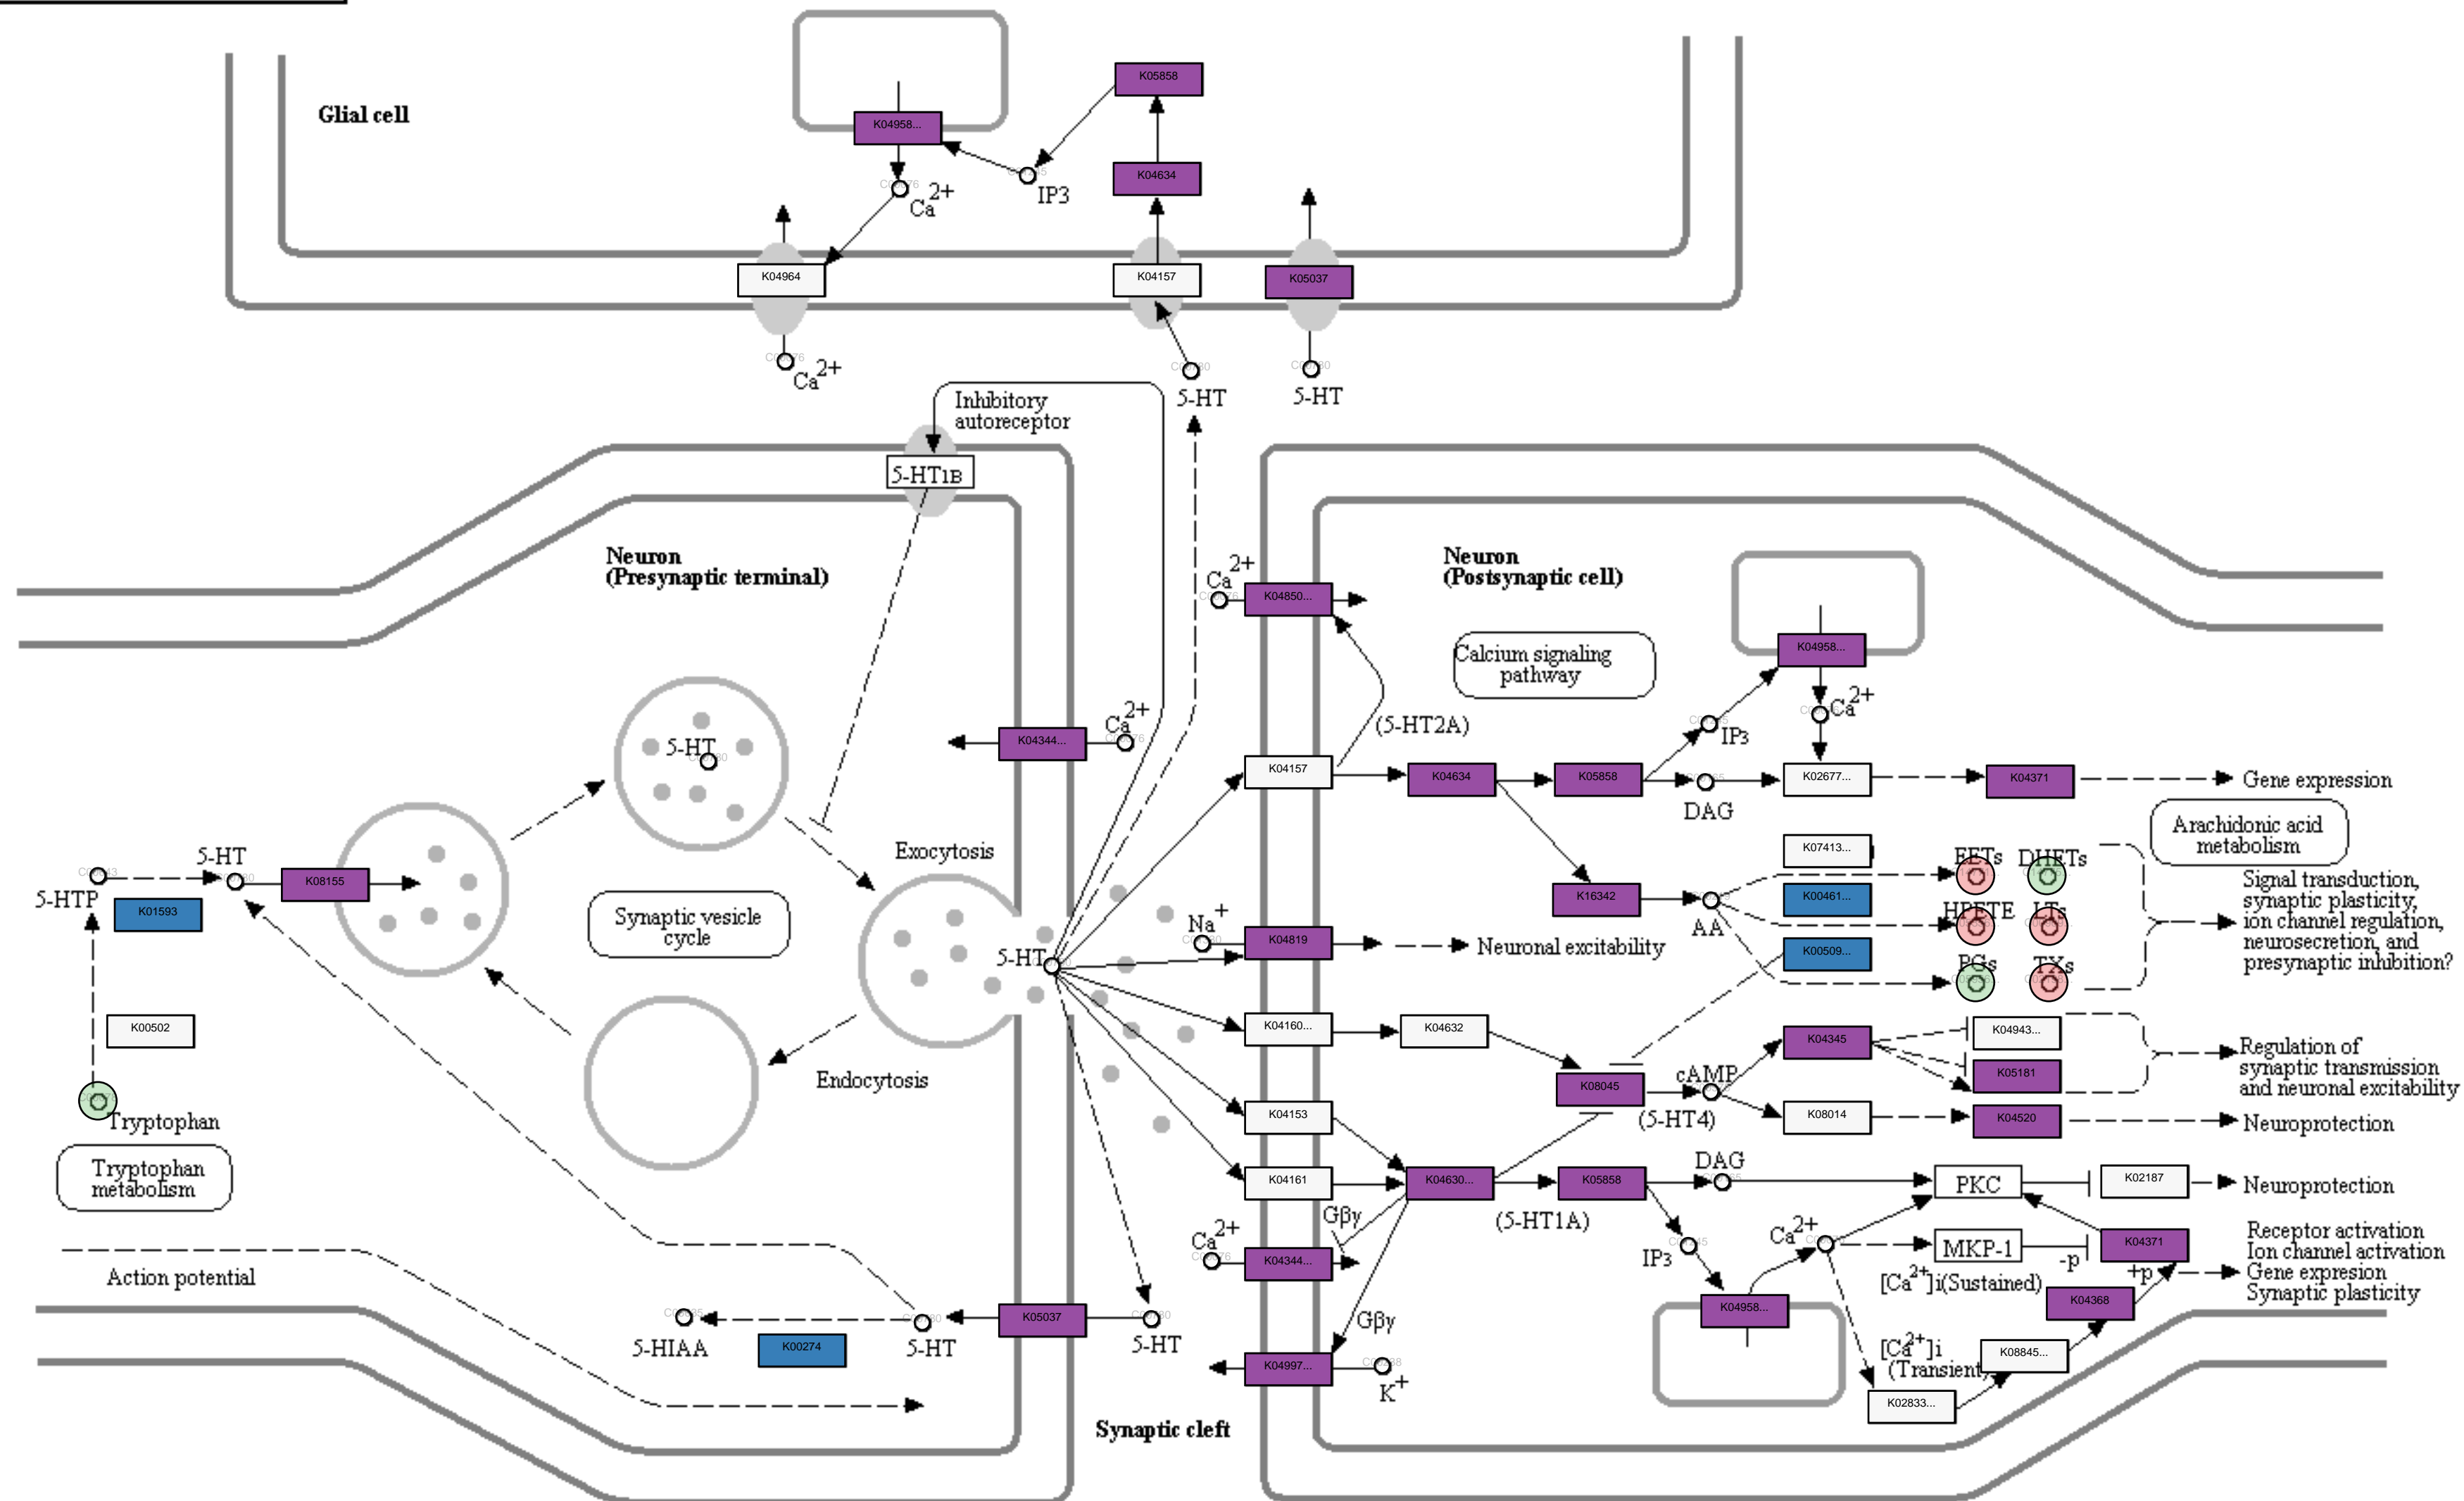 K05858
Glial cell
K04958...
K04634
IP3
Ca2+
K04964
K04157
K05037
Ca2+
5-HT
5-HT
Inhibitory
autoreceptor
5-HT1B
Neuron
(Presynaptic terminal)
Neuron
(Postsynaptic cell)
Ca2+
K04850...
Calcium signaling
pathway
K04958...
Ca2+
(5-HT2A)
IP3
Ca2+
K04344...
5-HT
K04157
K04634
K05858
DAG
K02677...
K04371
Gene expression
Arachidonic acid
metabolism
K07413...
Exocytosis
5-HT
5-HTP
K08155
K01593
Synaptic vesicle
cycle
K16342
AA
K00461...
K00509...
EETs
DHETs
HPETE
LTs
PGs
TXs
Signal transduction,
synaptic plasticity,
ion channel regulation,
neurosecretion, and
presynaptic inhibition?
Na+
K04819
Neuronal excitability
5-HT
K00502
K04160...
K04632
K04345
K04943...
K05181
Regulation of
synaptic transmission
and neuronal excitability
Endocytosis
K08045
cAMP
(5-HT4)
K08014
K04520
Neuroprotection
Tryptophan
Tryptophan
metabolism
K04153
K04161
K04630...
K05858
(5-HT1A)
DAG
PKC
K02187
Neuroprotection
Gβγ
Ca2+
K04344...
IP3
Ca2+
MKP-1
-p
K04371
+p
Receptor activation
Ion channel activation
Gene expresion
Synaptic plasticity
[Ca2+]i(Sustained)
K04368
K04958...
Action potential
5-HIAA
K00274
5-HT
K05037
5-HT
Gβγ
K04997...
K+
[Ca2+]i
(Transient)
K08845...
K02833...
Synaptic cleft